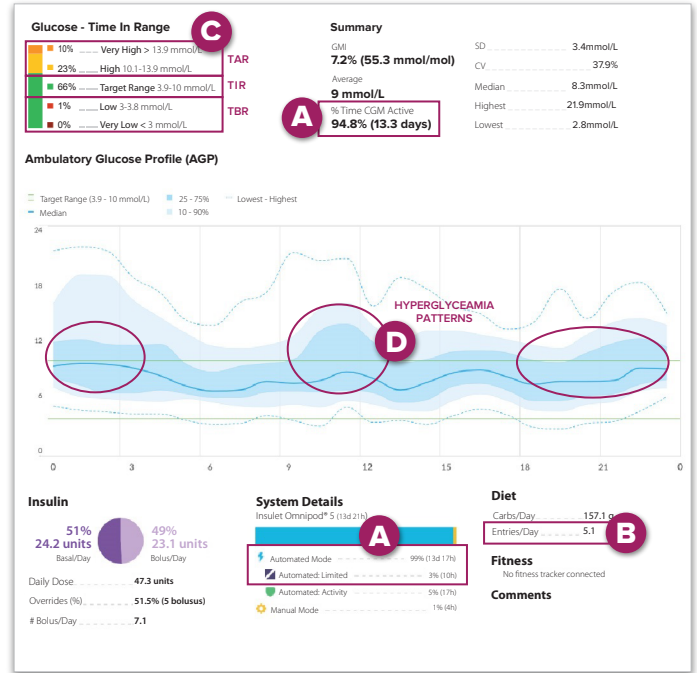 Glucose - Time In Range
C
10% Very High > 13.9 mmol/L
23% High 10.1-13.9 mmol/L
TAR
66% Target Range 3.9-10 mmol/L
TIR
1% Low 3-3.8 mmol/L
TBR
0% Very Low < 3 mmol/L
Summary
GMI
7.2% (55.3 mmol/mol)
Average
9 mmol/L
A
% Time CGM Active
94.8% (13.3 days)
SD 3.4mmol/L
CV 37.9%
Median 8.3mmol/L
Highest 21.9mmol/L
Lowest 2.8mmol/L
Ambulatory Glucose Profile (AGP)
Target Range (3.9 - 10 mmol/L) 25 - 75% Lowest - Highest
Median 10 - 90%
24
18
12
6
0
HYPERGLYCEAMIA
PATTERNS
D
0 3 6 9 12 15 18 21 0
Insulin
51%
24.2 units
Basal/Day
49%
23.1 units
Bolus/Day
Daily Dose 47.3 units
Overrides (%) 51.5% (5 bolusus)
# Bolus/Day 7.1
System Details
Insulet Omnipod® 5 (13d 21h)
A
Automated Mode 99% (13d 17h)
Automated: Limited 3% (10h)
Automated: Activity 5% (17h)
Manual Mode 1% (4h)
Diet
Carbs/Day 157.1 g
Entries/Day 5.1
B
Fitness
No fitness tracker connected
Comments